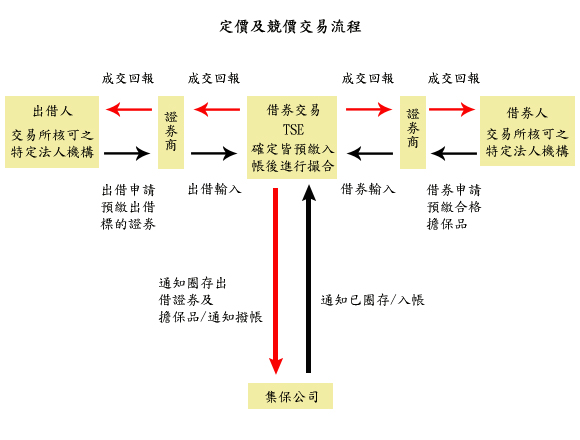 定價及競價交易流程
成交回報
成交回報
成交回報
成交回報
出借人
交易所核可之
特定法人機構
證券商
借券交易
TSE
確定皆預繳入
帳後進行撮合
證券商
借券人
交易所核可之
特定法人機構
出借申請
預繳出借
標的證券
出借輸入
借券輸入
借券申請
預繳合格
擔保品
通知圈存出
借證券及
擔保品/通知撥帳
通知已圈存/入帳
集保公司